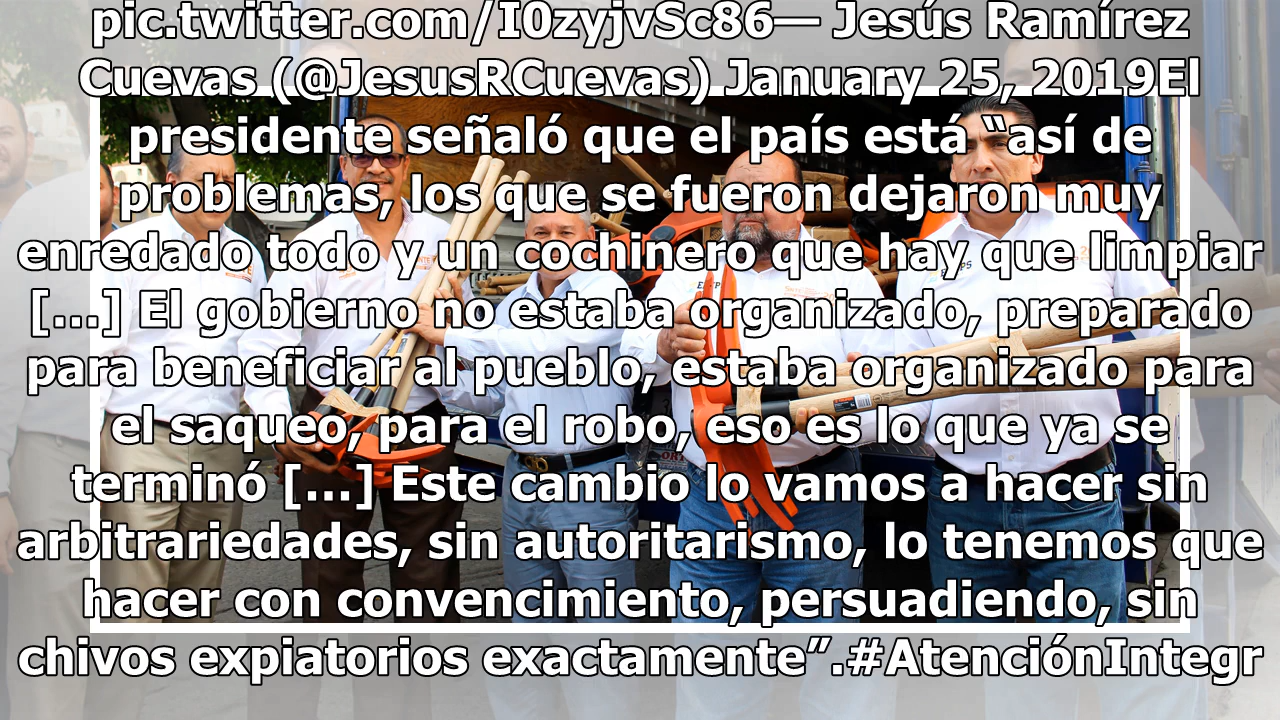 pic.twitter.com/I0zyjvSc86— Jesús Ramírez
Cuevas (@JesusRCuevas) January 25, 2019El
presidente señaló que el país está “así de
problemas, los que se fueron dejaron muy
enredado todo y un cochinero que hay que limpiar
[…] El gobierno no estaba organizado, preparado
para beneficiar al pueblo, estaba organizado para
el saqueo, para el robo, eso es lo que ya se
terminó […] Este cambio lo vamos a hacer sin
arbitrariedades, sin autoritarismo, lo tenemos que
hacer con convencimiento, persuadiendo, sin
chivos expiatorios exactamente”.#AtenciónIntegr